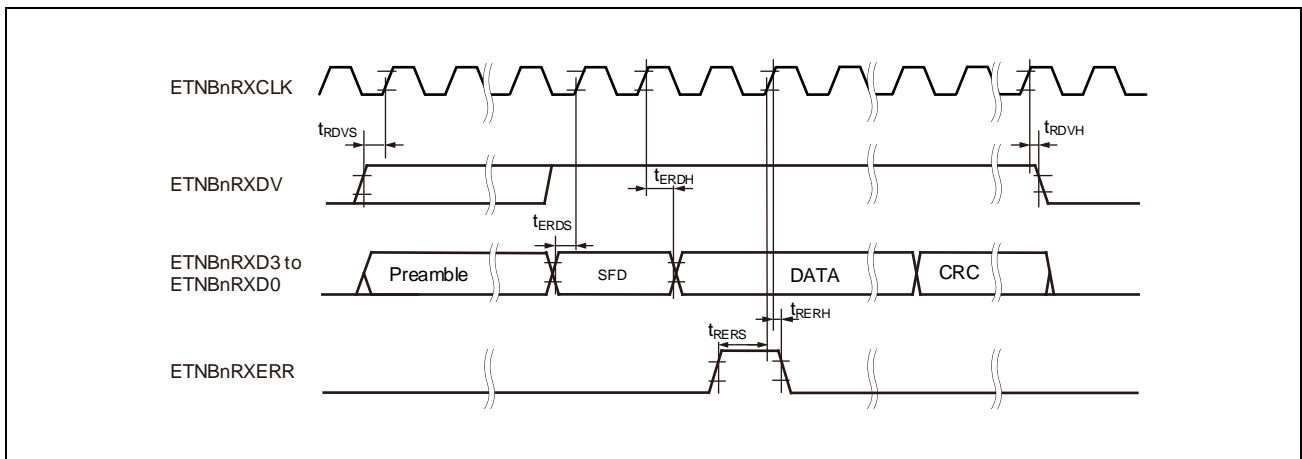 ETNBnRXCLK
tRDVS
tRDVH
ETNBnRXDV
tERDH
tERDS
ETNBnRXD3 to
ETNBnRXD0
Preamble
SFD
DATA
CRC
tRERH
tRERS
ETNBnRXERR